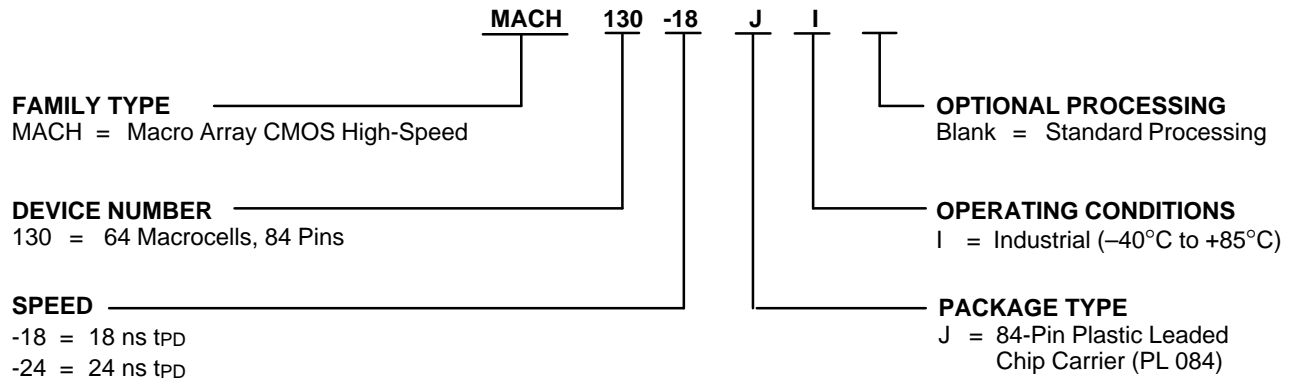 MACH 130 -18 J I
FAMILY TYPE
MACH = Macro Array CMOS High-Speed
DEVICE NUMBER
130 = 64 Macrocells, 84 Pins
SPEED
-18 = 18 ns tPD
-24 = 24 ns tPD
OPTIONAL PROCESSING
Blank = Standard Processing
OPERATING CONDITIONS
I = Industrial (–40°C to +85°C)
PACKAGE TYPE
J = 84-Pin Plastic Leaded
Chip Carrier (PL 084)